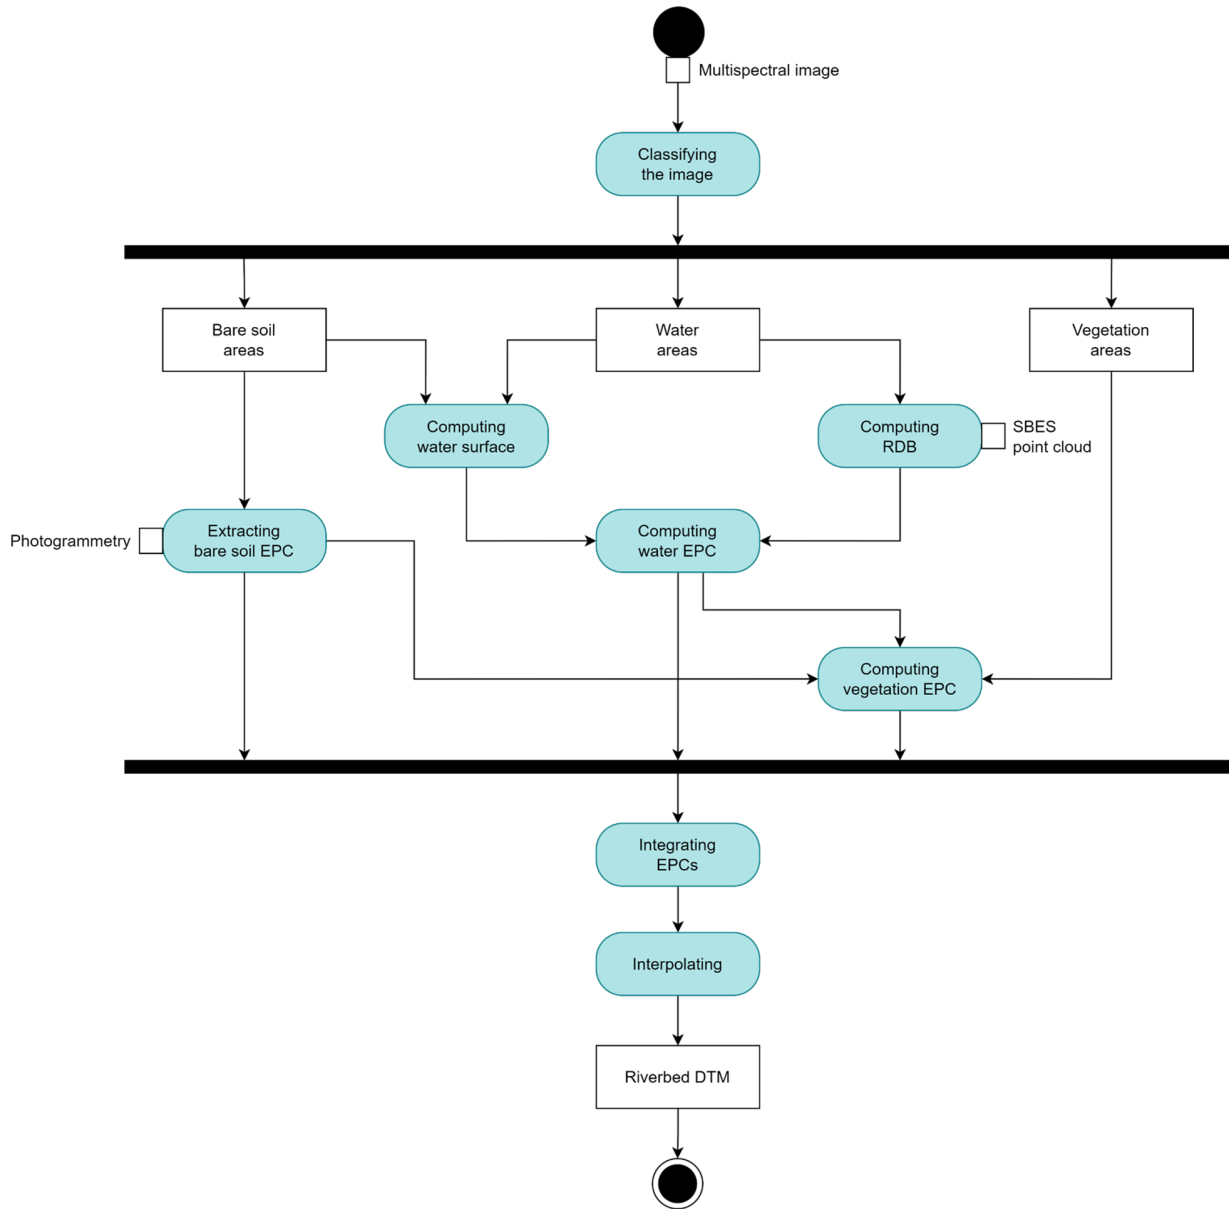 Multispectral image
Classifying
the image
Bare soil
areas
Water
areas
Vegetation
areas
Computing
water surface
Computing
RDB
SBES
point cloud
Photogrammetry
Extracting
bare soil EPC
Computing
water EPC
Computing
vegetation EPC
Integrating
EPCs
Interpolating
Riverbed DTM